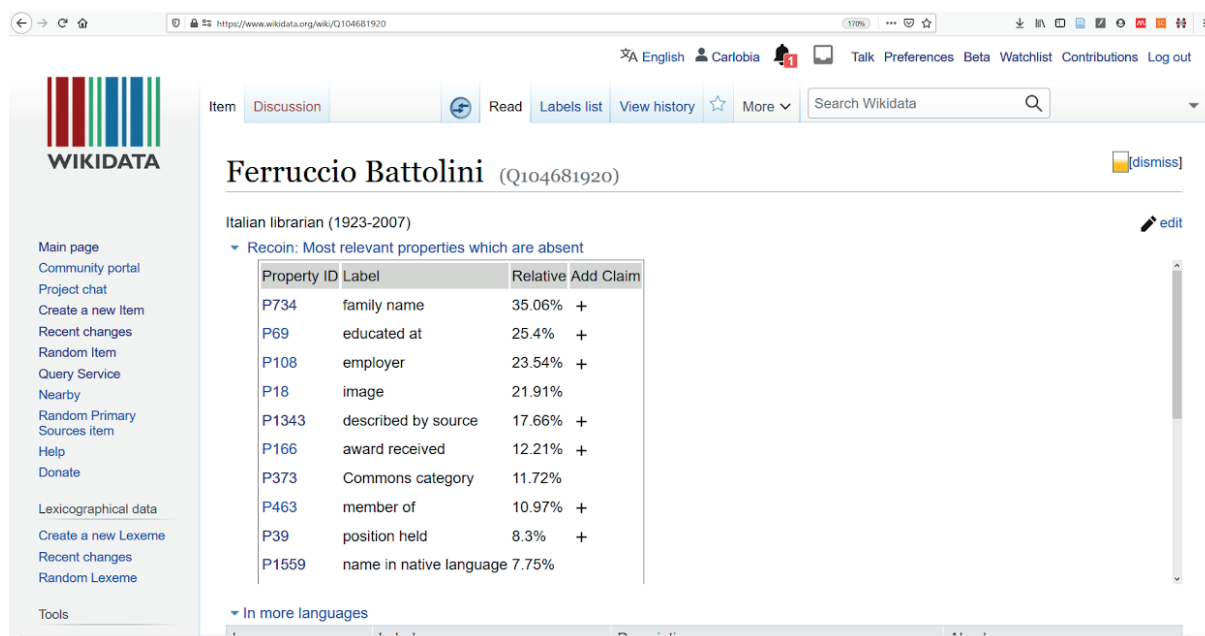 https://www.wikidata.org/wiki/Q104681920
170%
English Carlobia 1 Talk Preferences Beta Watchlist Contributions Log out
WIKIDATA
Item Discussion Read Labels list View history More Search Wikidata
Ferruccio Battolini (Q104681920)
[dismiss]
Italian librarian (1923-2007)
edit
Recoin: Most relevant properties which are absent
Property ID Label Relative Add Claim
P734 family name 35.06% +
P69 educated at 25.4% +
P108 employer 23.54% +
P18 image 21.91%
P1343 described by source 17.66% +
P166 award received 12.21% +
P373 Commons category 11.72%
P463 member of 10.97% +
P39 position held 8.3% +
P1559 name in native language 7.75%
In more languages
Main page
Community portal
Project chat
Create a new Item
Recent changes
Random Item
Query Service
Nearby
Random Primary
Sources item
Help
Donate
Lexicographical data
Create a new Lexeme
Recent changes
Random Lexeme
Tools